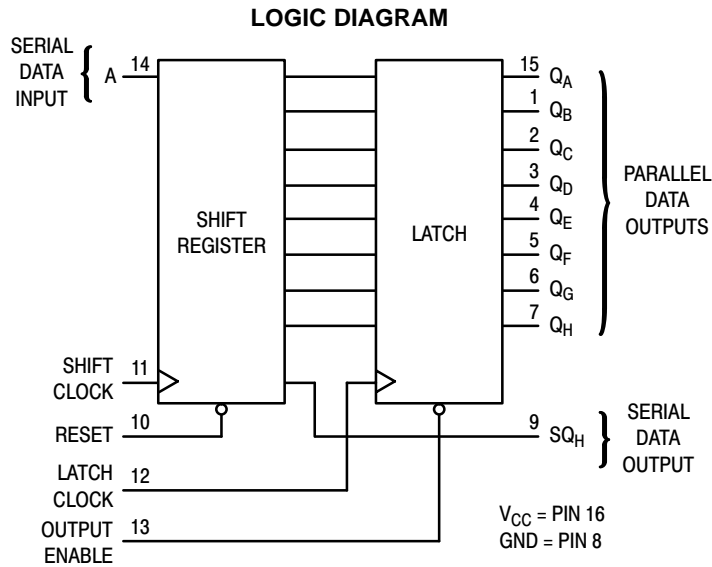 LOGIC DIAGRAM
SERIAL
DATA
INPUT
A
14
SHIFT
REGISTER
LATCH
15 QA
1 QB
2 QC
3 QD
4 QE
5 QF
6 QG
7 QH
PARALLEL
DATA
OUTPUTS
SHIFT
CLOCK
11
RESET
10
LATCH
CLOCK
12
OUTPUT
ENABLE
13
9 SQH
SERIAL
DATA
OUTPUT
VCC = PIN 16
GND = PIN 8